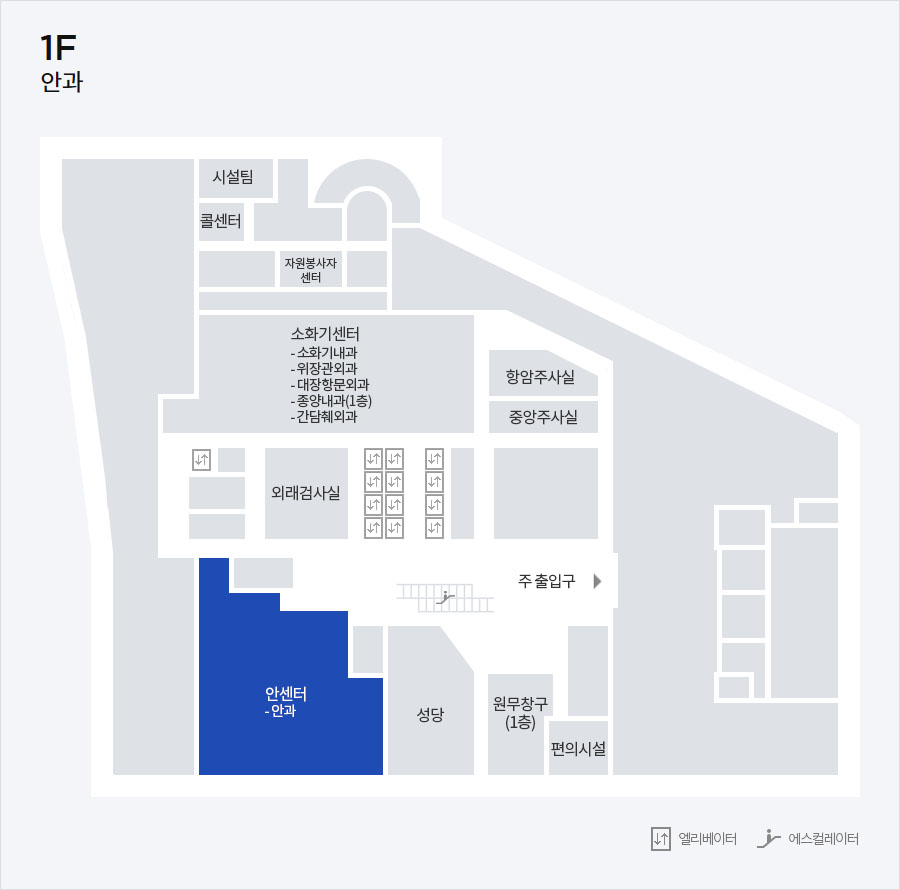 1F
안과
시설팀
콜센터
자원봉사자
센터
소화기센터
- 소화기내과
- 위장관외과
- 대장항문외과
- 종양내과(1층)
- 간담췌외과
항암주사실
중앙주사실
외래검사실
주 출입구
안센터
- 안과
성당
원무창구
(1층)
편의시설
엘리베이터
에스컬레이터